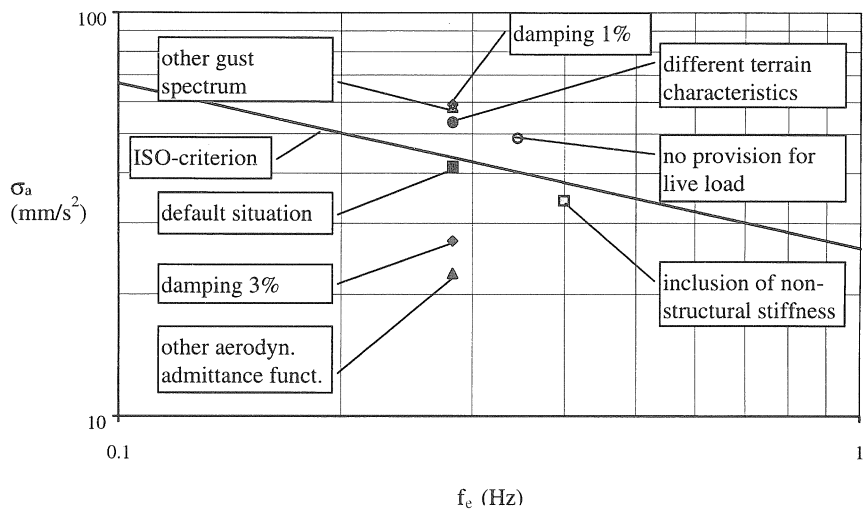 100
damping 1%
other gust
spectrum
different terrain
characteristics
ISO-criterion
no provision for
live load
σa
(mm/s²)
default situation
damping 3%
inclusion of non-
structural stiffness
other aerodyn.
admittance funct.
10
0.1
1
fe (Hz)